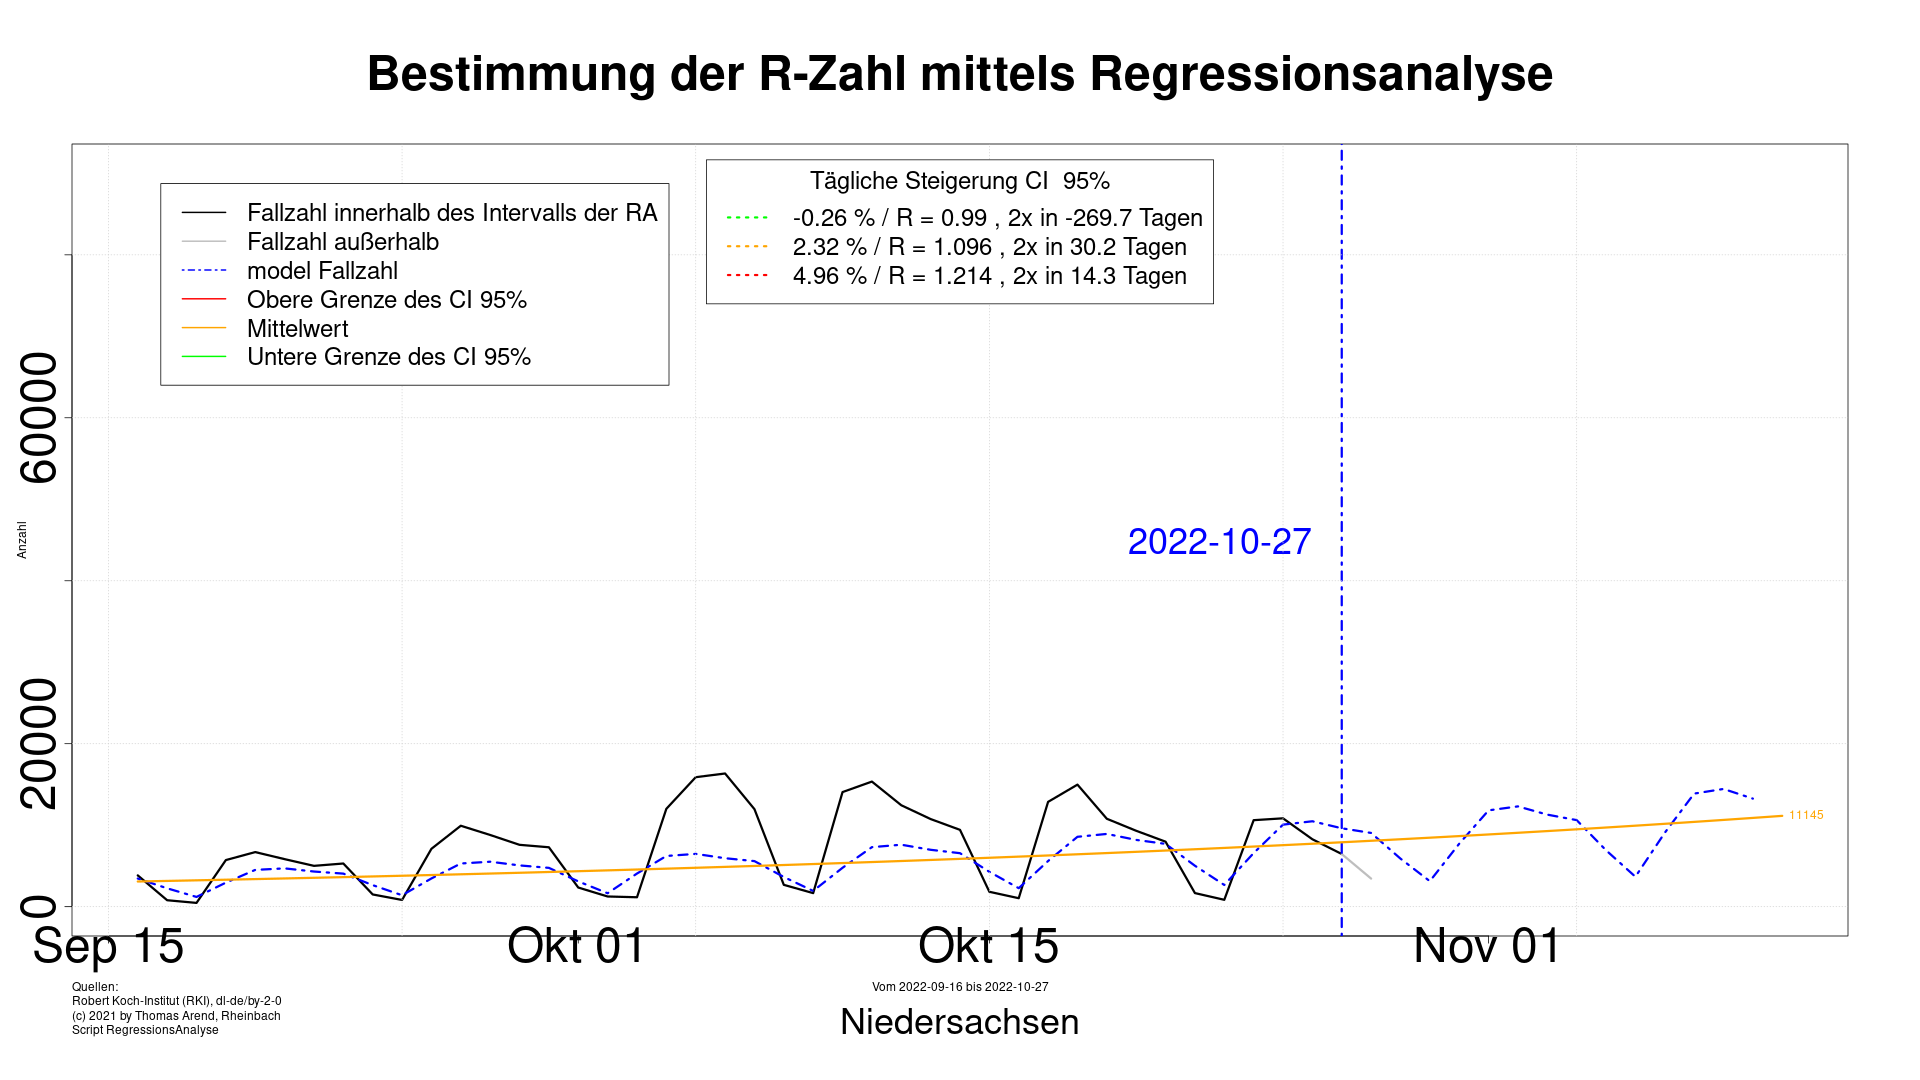 Bestimmung der R-Zahl mittels Regressionsanalyse
Fallzahl innerhalb des Intervalls der RA
Fallzahl außerhalb
model Fallzahl
Obere Grenze des CI 95%
Mittelwert
Untere Grenze des CI 95%
Tägliche Steigerung CI 95%
-0.26 % / R = 0.99 , 2x in -269.7 Tagen
2.32 % / R = 1.096 , 2x in 30.2 Tagen
4.96 % / R = 1.214 , 2x in 14.3 Tagen
60000
20000
0
Anzahl
2022-10-27
11145
Sep 15
Okt 01
Okt 15
Nov 01
Quellen:
Robert Koch-Institut (RKI), dl-de/by-2-0
(c) 2021 by Thomas Arend, Rheinbach
Script RegressionsAnalyse
Vom 2022-09-16 bis 2022-10-27
Niedersachsen